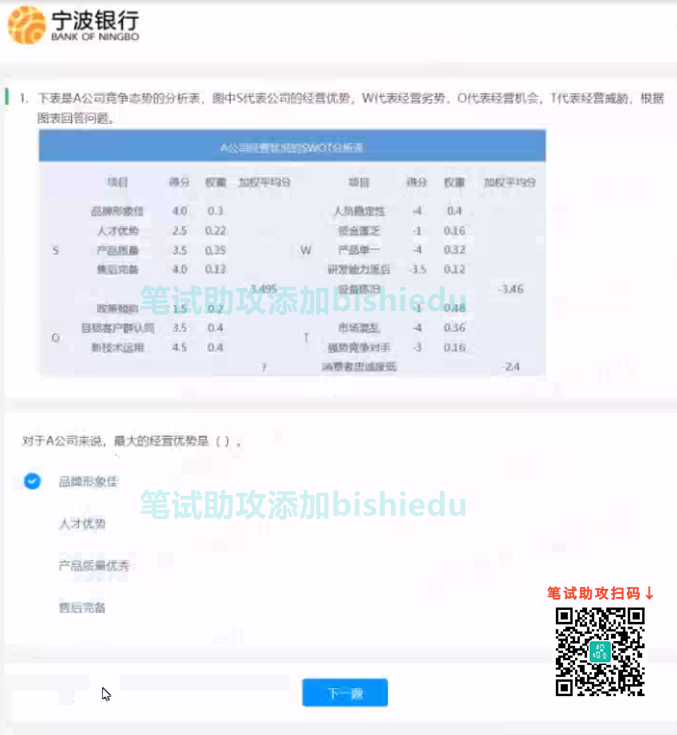 宁波银行
BANK OF NINGBO
1. 下表是A公司竞争态势的分析表，图中S代表公司的经营优势，W代表经营劣势，O代表经营机会，T代表经营威胁，根据
图表回答问题。
A公司经营状况的SWOT分析表
项目 得分 权重 加权平均分 项目 得分 权重 加权平均分
品牌形象佳 4.0 0.3 人员稳定性 -4 0.4
人才优势 2.5 0.22 资金匮乏 -1 0.16
S 产品质量 3.5 0.35 W 产品单一 -4 0.32
售后完备 4.0 0.13 研发能力落后 -3.5 0.12
3.495 设备陈旧 -3.46
笔试助攻添加bishiedu
政策倾向 1.5 0.2 -1 0.48
目标客户群认同 3.5 0.4 市场混乱 -4 0.36
O T
新技术运用 4.5 0.4 强势竞争对手 -3 0.16
? 消费者忠诚度低 -2.4
对于A公司来说，最大的经营优势是（ ）。
品牌形象佳
笔试助攻添加bishiedu
人才优势
产品质量优秀
笔试助攻扫码↓
售后完备
下一题